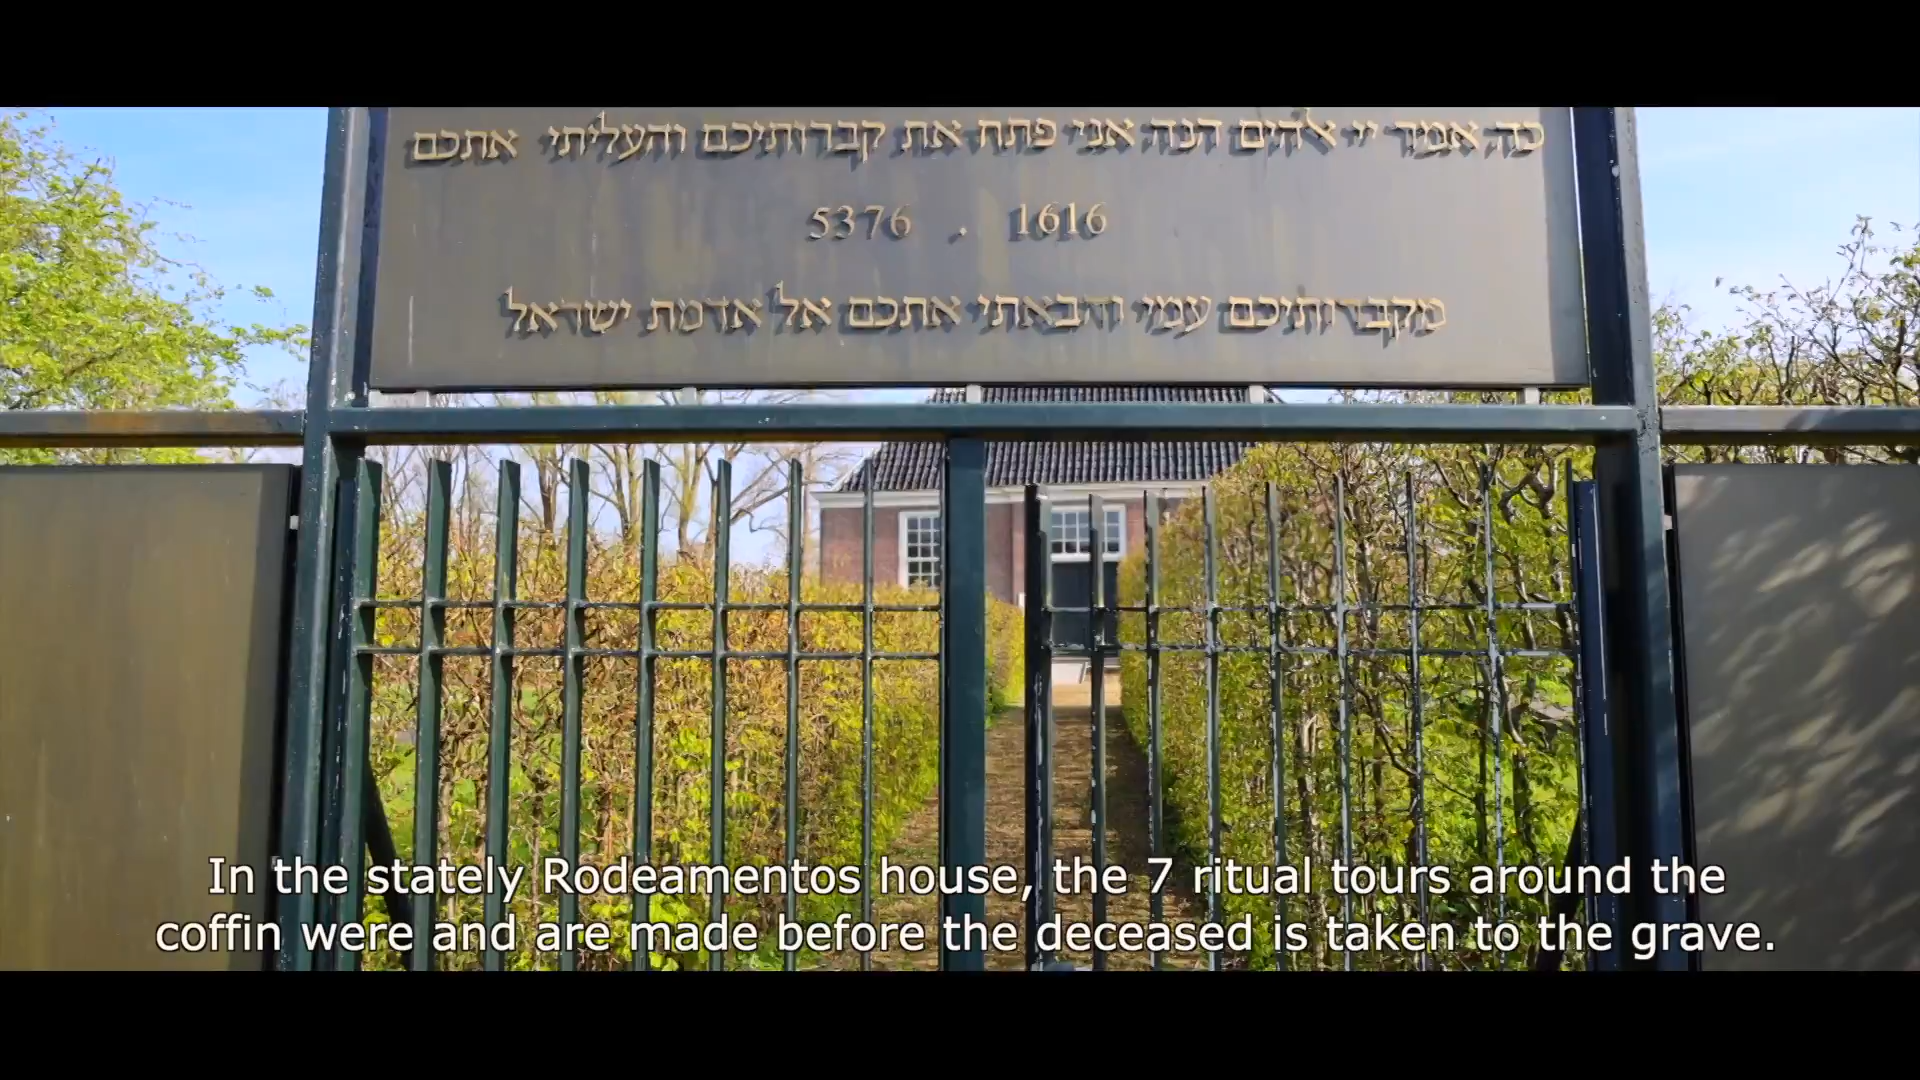 כה אמר יי אלהים הנה אני פתח את קברותיכם והעליתי אתכם
5376 . 1616
מקברותיכם עמי והבאתי אתכם אל אדמת ישראל
In the stately Rodeamentos house, the 7 ritual tours around the
coffin were and are made before the deceased is taken to the grave.